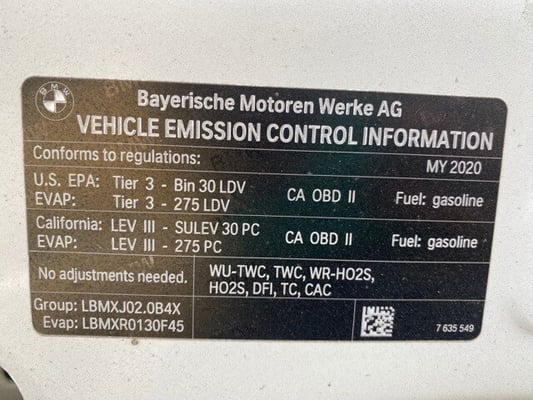 BMW
Bayerische Motoren Werke AG
VEHICLE EMISSION CONTROL INFORMATION
Conforms to regulations: MY 2020
U.S. EPA: Tier 3 - Bin 30 LDV CA OBD II Fuel: gasoline
EVAP: Tier 3 - 275 LDV
California: LEV III - SULEV 30 PC CA OBD II Fuel: gasoline
EVAP: LEV III - 275 PC
No adjustments needed. WU-TWC, TWC, WR-HO2S,
HO2S, DFI, TC, CAC
Group: LBMXJ02.0B4X
Evap: LBMXR0130F45
7 635 549